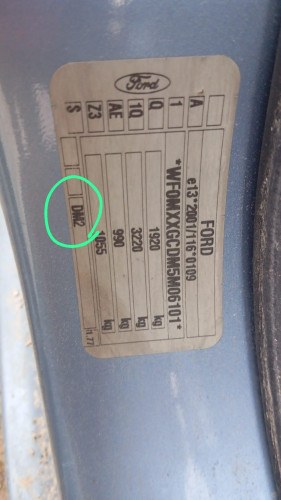 Ford
FORD
e13*2001/116*0109
*WF0MXXGCDM5M06101*
1920 kg
3220 kg
990 kg
1055 kg
DM2
A
1
Q
1Q
AE
Z3
S